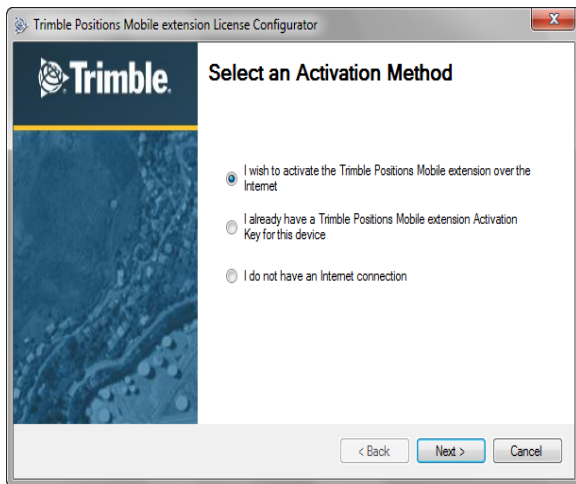 Trimble Positions Mobile extension License Configurator
Trimble.
Select an Activation Method
I wish to activate the Trimble Positions Mobile extension over the
Internet
I already have a Trimble Positions Mobile extension Activation
Key for this device
I do not have an Internet connection
< Back
Next >
Cancel